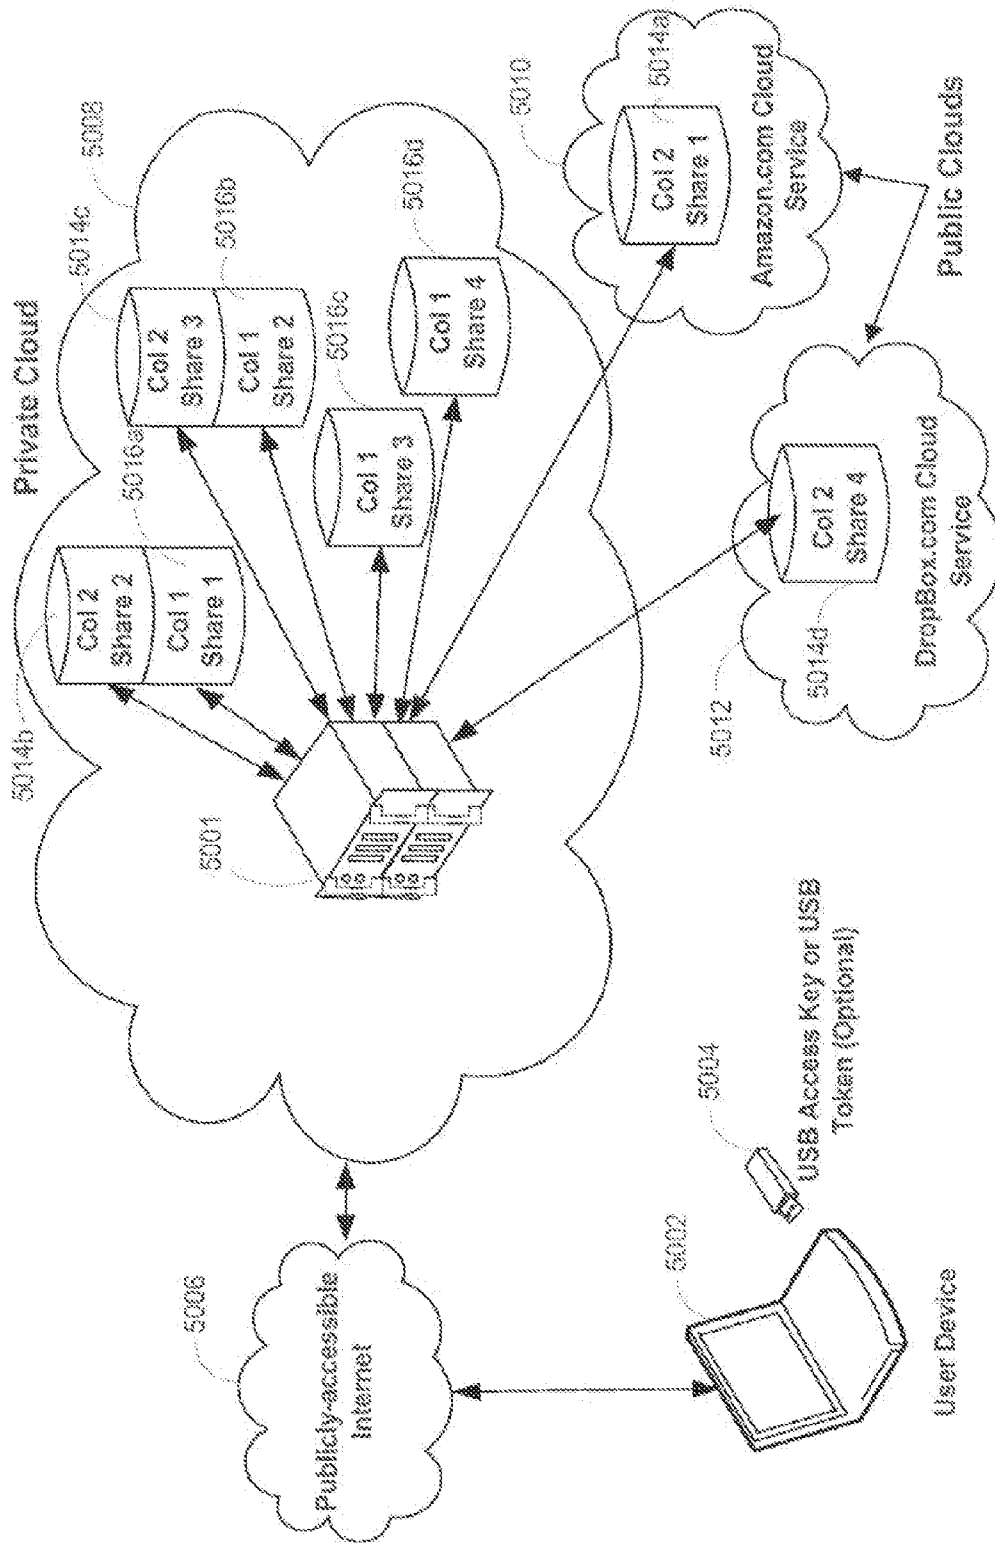 Private Cloud
5014b
5016a
5014c
5008
5016b
5016c
5016d
5001
Col 2
Share 2
Col 1
Share 1
Col 2
Share 3
Col 1
Share 2
Col 1
Share 3
Col 1
Share 4
5006
Publicly-accessible
Internet
5002
User Device
5004
USB Access Key or USB
Token (Optional)
5012
Col 2
Share 4
5014d
DropBox.com Cloud
Service
5010
Col 2
Share 1
5014a
Amazon.com Cloud
Service
Public Clouds